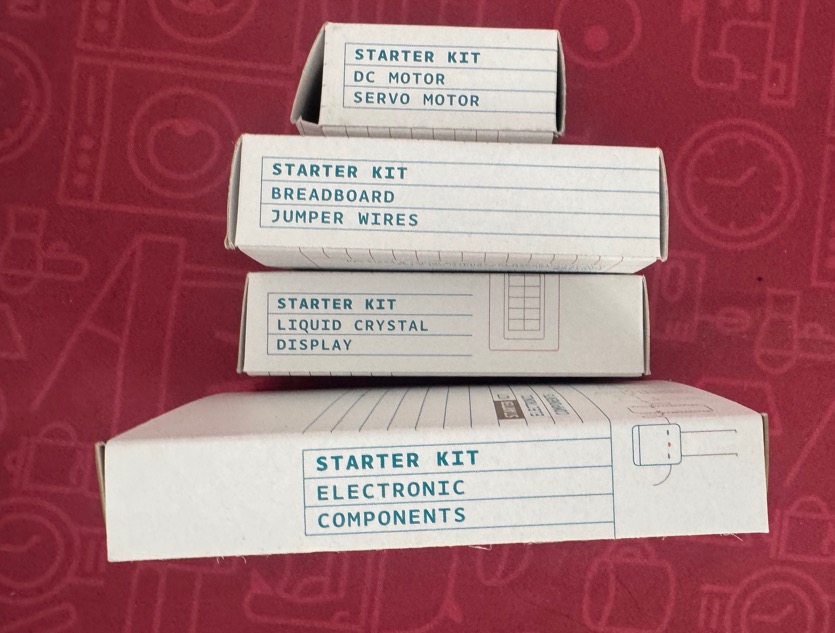 STARTER KIT
DC MOTOR
SERVO MOTOR
STARTER KIT
BREADBOARD
JUMPER WIRES
STARTER KIT
LIQUID CRYSTAL
DISPLAY
STARTER KIT
ELECTRONIC
COMPONENTS